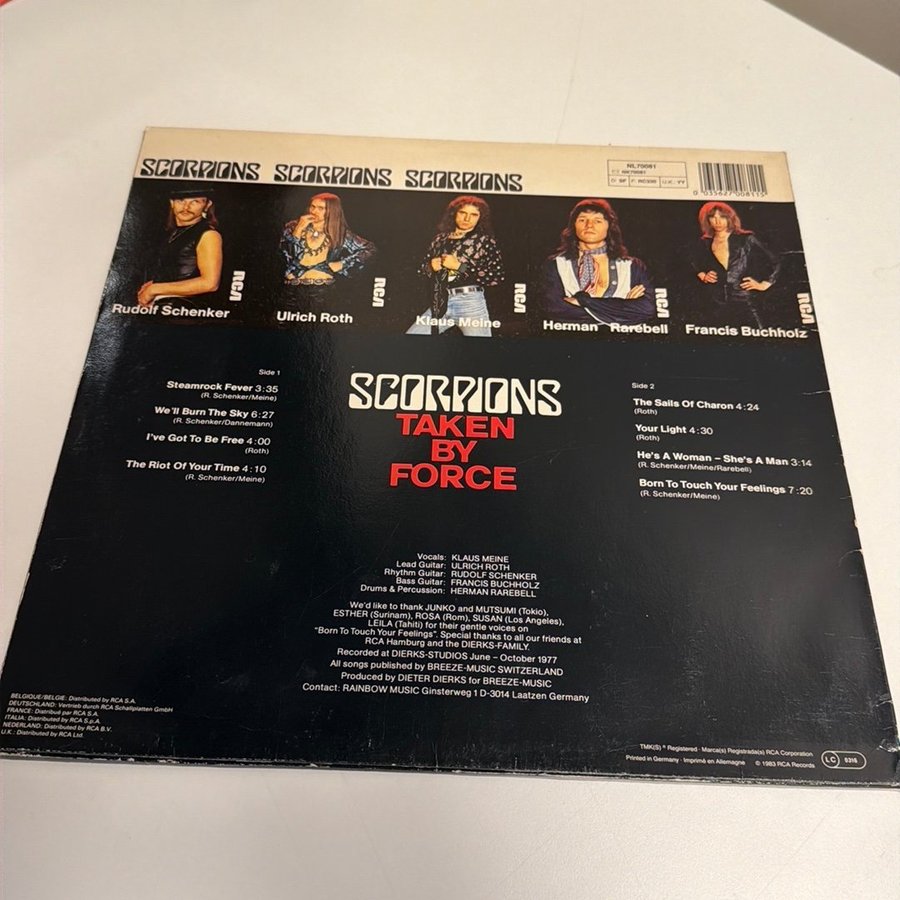 SCORPIONS SCORPIONS SCORPIONS
NL70081
NK70081
D: SF F: RC330 U.K.: YY
5627 00811
RCA
RCA
RCA
RCA
RCA
Rudolf Schenker
Ulrich Roth
Klaus Meine
Herman Rarebell
Francis Buchholz
Side 1
Steamrock Fever 3:35
(R. Schenker/Meine)
We'll Burn The Sky 6:27
(R. Schenker/Dannemann)
I've Got To Be Free 4:00
(Roth)
The Riot Of Your Time 4:10
(R. Schenker/Meine)
SCORPIONS
TAKEN
BY
FORCE
Side 2
The Sails Of Charon 4:24
(Roth)
Your Light 4:30
(Roth)
He's A Woman – She's A Man 3:14
(R. Schenker/Meine/Rarebell)
Born To Touch Your Feelings 7:20
(R. Schenker/Meine)
Vocals: KLAUS MEINE
Lead Guitar: ULRICH ROTH
Rhythm Guitar: RUDOLF SCHENKER
Bass Guitar: FRANCIS BUCHHOLZ
Drums & Percussion: HERMAN RAREBELL
We'd like to thank JUNKO and MUTSUMI (Tokio),
ESTHER (Surinam), ROSA (Rom), SUSAN (Los Angeles),
LEILA (Tahiti) for their gentle voices on
"Born To Touch Your Feelings". Special thanks to all our friends at
RCA Hamburg and the DIERKS-FAMILY.
Recorded at DIERKS-STUDIOS June – October 1977
All songs published by BREEZE-MUSIC SWITZERLAND
Produced by DIETER DIERKS for BREEZE-MUSIC
Contact: RAINBOW MUSIC Ginsterweg 1 D-3014 Laatzen Germany
BELGIQUE/BELGIE: Distributed by RCA S.A.
DEUTSCHLAND: Vertrieb durch RCA Schallplatten GmbH
FRANCE: Distribué par RCA S.A.
ITALIA: Distributed by RCA S.p.A.
NEDERLAND: Distributed by RCA B.V.
U.K.: Distributed by RCA Ltd.
TMK(S) ® Registered · Marca(s) Registrada(s) RCA Corporation
Printed in Germany · Imprimé en Allemagne © 1983 RCA Records
LC 0316